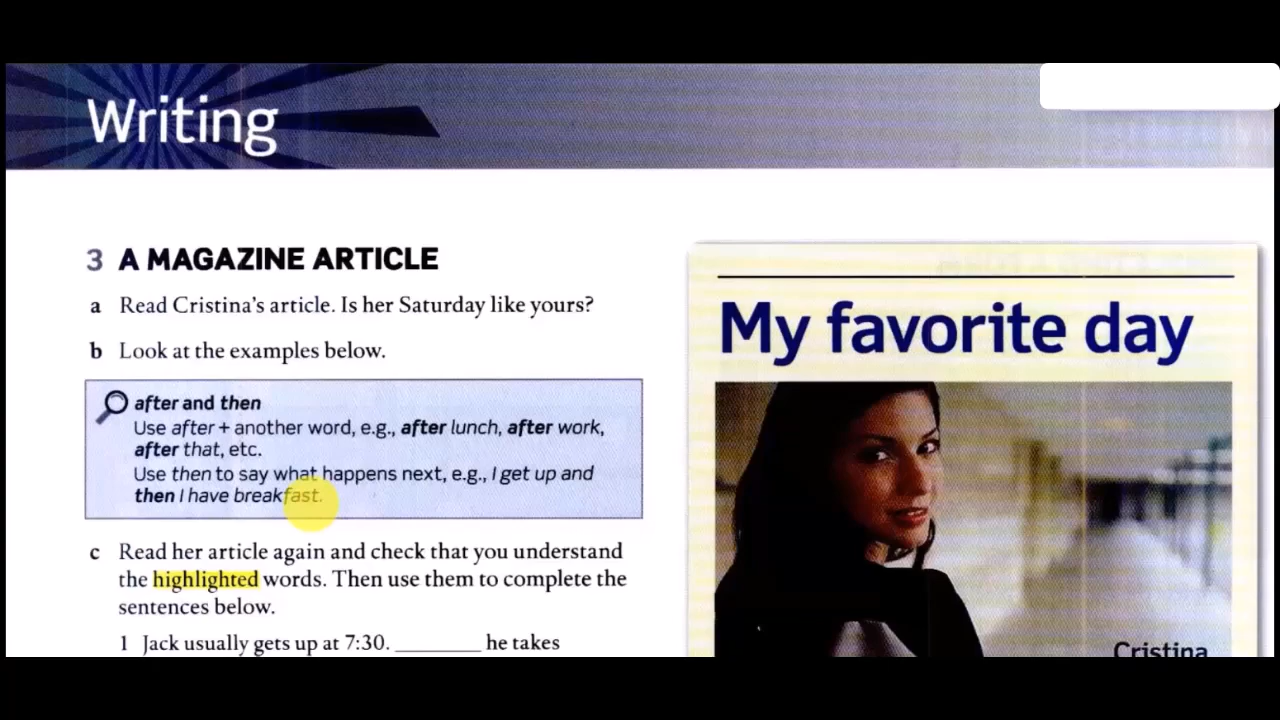 Writing
3 A MAGAZINE ARTICLE
a Read Cristina's article. Is her Saturday like yours?
b Look at the examples below.
after and then
Use after + another word, e.g., after lunch, after work,
after that, etc.
Use then to say what happens next, e.g., I get up and
then I have breakfast.
c Read her article again and check that you understand
the highlighted words. Then use them to complete the
sentences below.
1 Jack usually gets up at 7:30. ________ he takes
My favorite day
Cristina